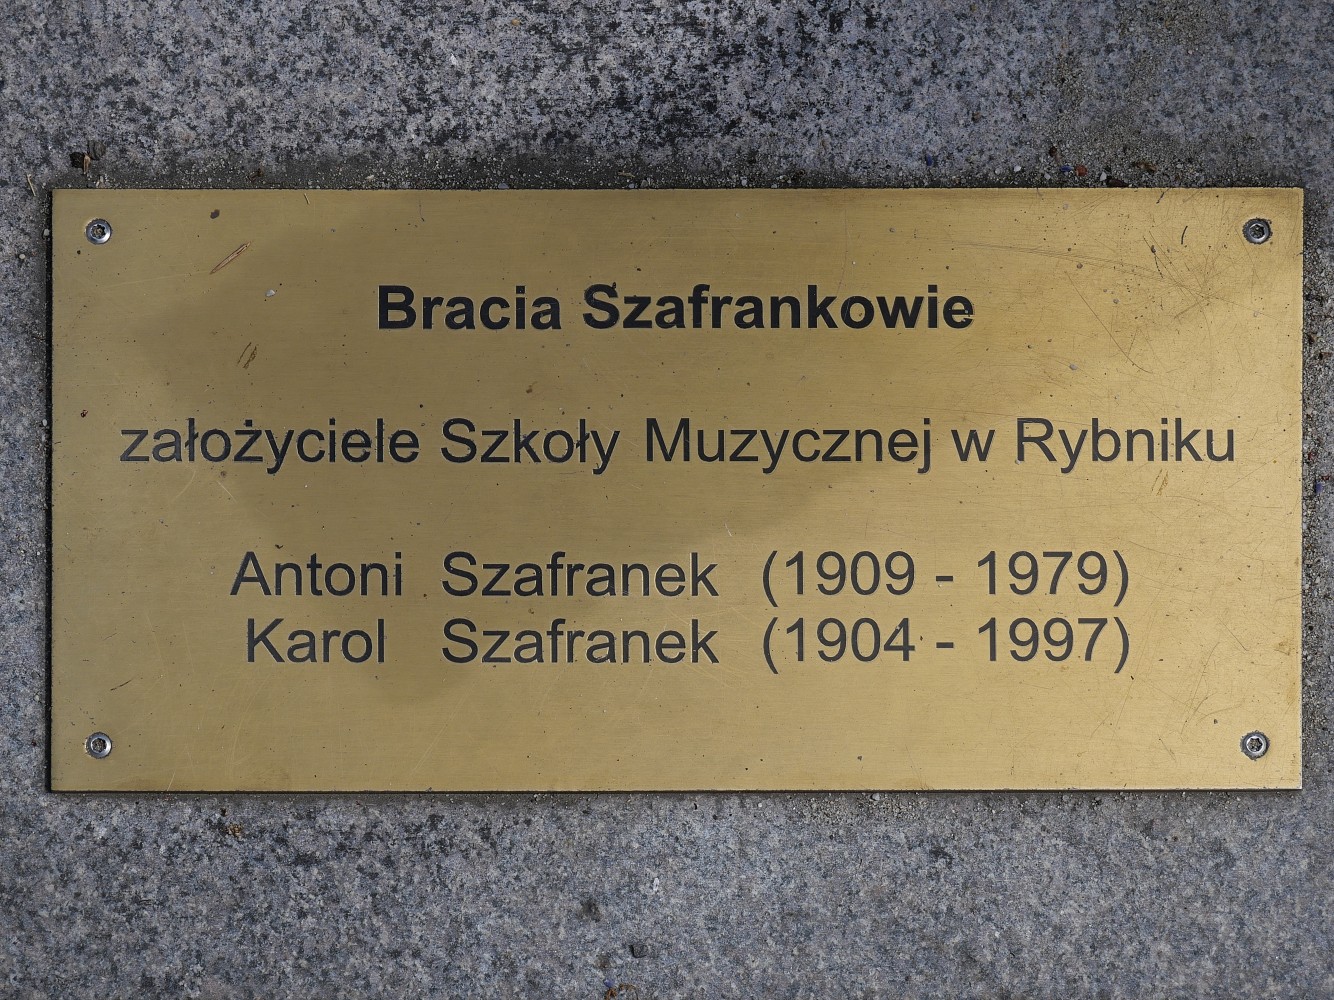 Bracia Szafrankowie
założyciele Szkoły Muzycznej w Rybniku
Antoni Szafranek (1909 - 1979)
Karol Szafranek (1904 - 1997)